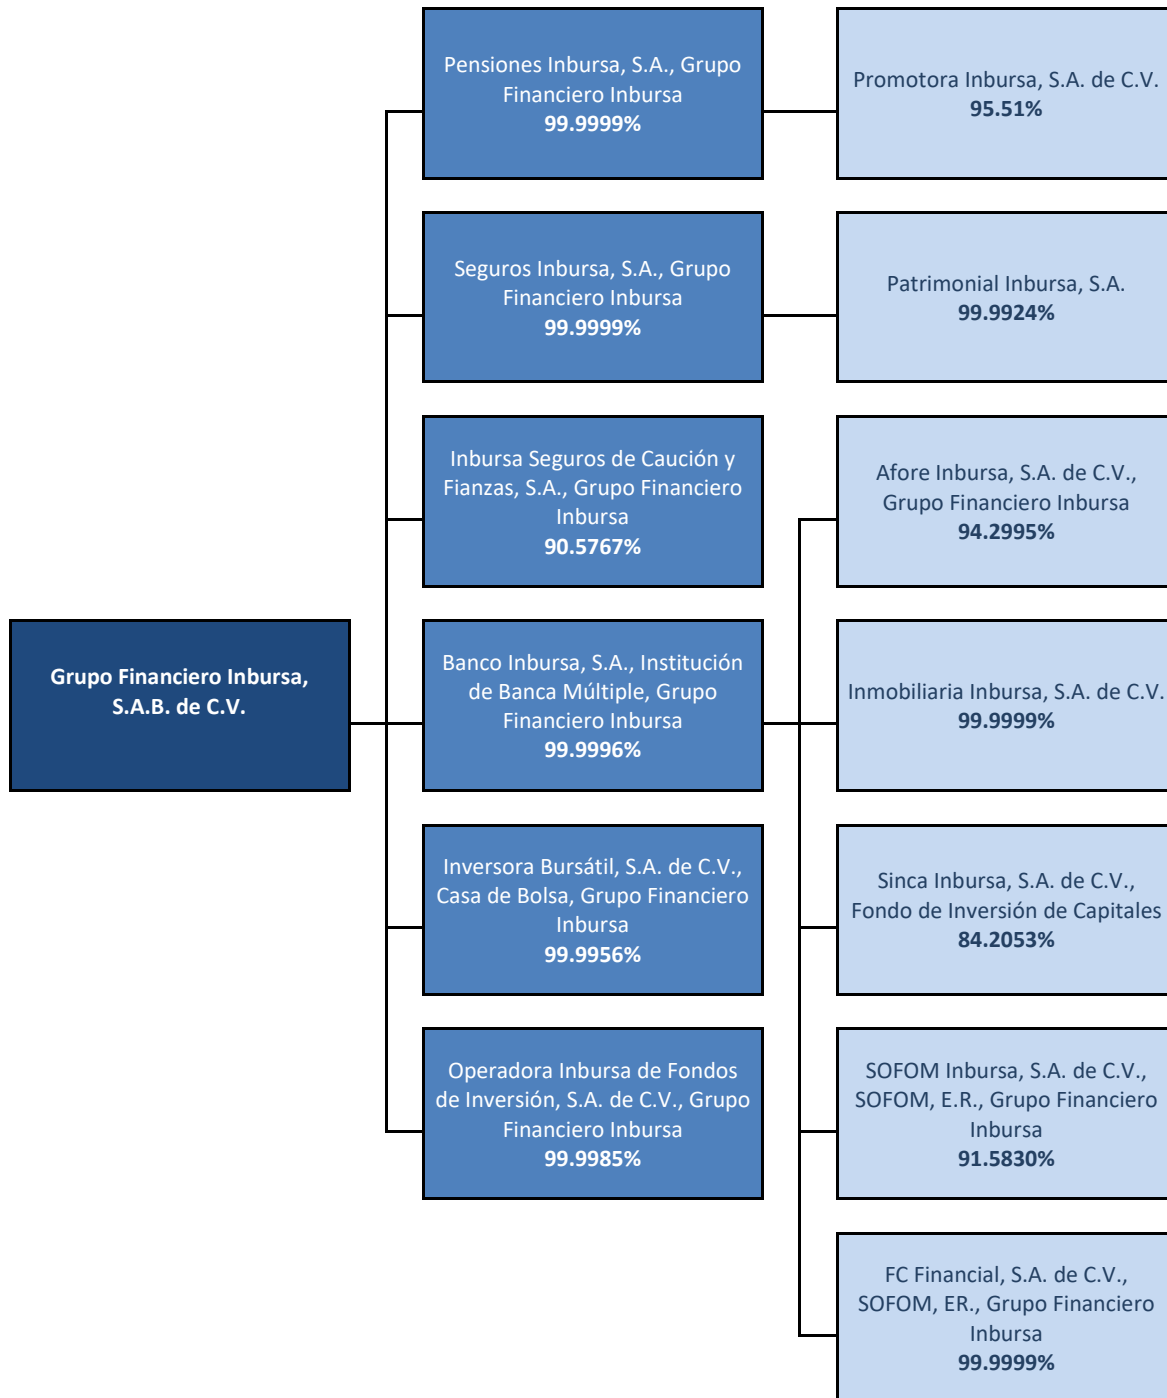 Grupo Financiero Inbursa,
S.A.B. de C.V.
Pensiones Inbursa, S.A., Grupo
Financiero Inbursa
99.9999%
Seguros Inbursa, S.A., Grupo
Financiero Inbursa
99.9999%
Inbursa Seguros de Caución y
Fianzas, S.A., Grupo Financiero
Inbursa
90.5767%
Banco Inbursa, S.A., Institución
de Banca Múltiple, Grupo
Financiero Inbursa
99.9996%
Inversora Bursátil, S.A. de C.V.,
Casa de Bolsa, Grupo Financiero
Inbursa
99.9956%
Operadora Inbursa de Fondos
de Inversión, S.A. de C.V., Grupo
Financiero Inbursa
99.9985%
Promotora Inbursa, S.A. de C.V.
95.51%
Patrimonial Inbursa, S.A.
99.9924%
Afore Inbursa, S.A. de C.V.,
Grupo Financiero Inbursa
94.2995%
Inmobiliaria Inbursa, S.A. de C.V.
99.9999%
Sinca Inbursa, S.A. de C.V.,
Fondo de Inversión de Capitales
84.2053%
SOFOM Inbursa, S.A. de C.V.,
SOFOM, E.R., Grupo Financiero
Inbursa
91.5830%
FC Financial, S.A. de C.V.,
SOFOM, ER., Grupo Financiero
Inbursa
99.9999%